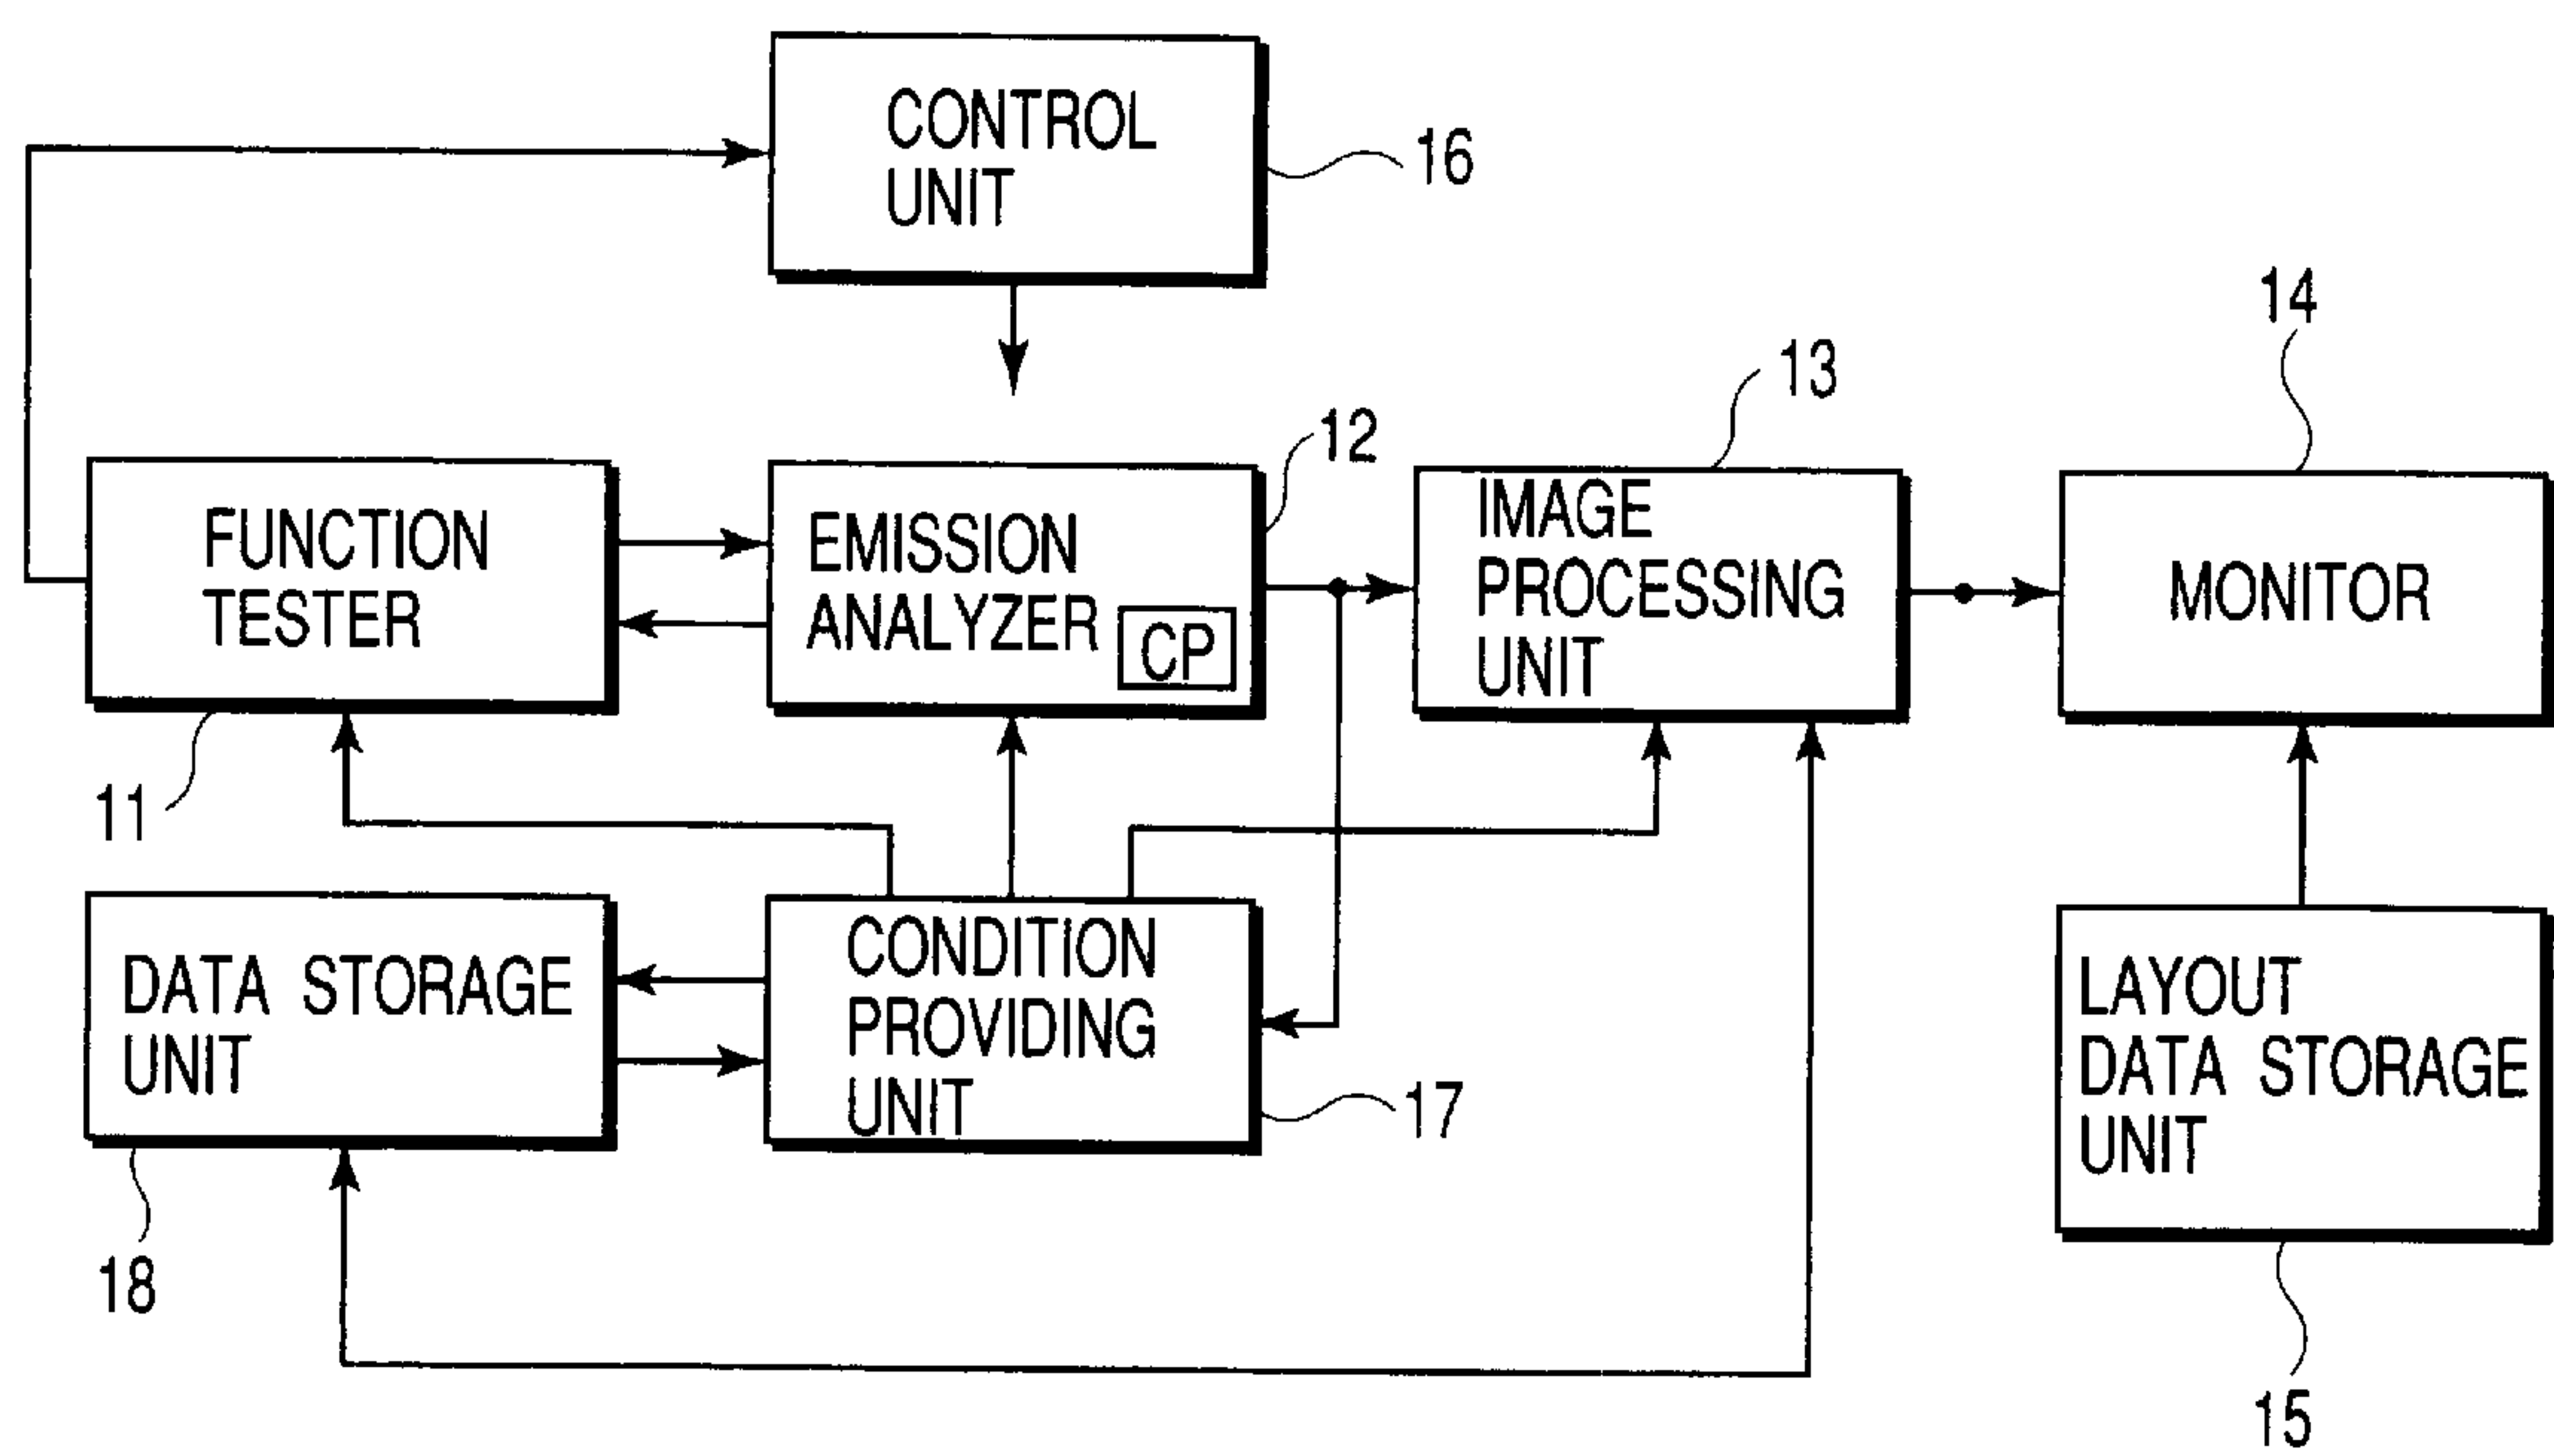 CONTROL
UNIT
16
14
13
12
FUNCTION
TESTER
EMISSION
ANALYZER
CP
IMAGE
PROCESSING
UNIT
MONITOR
11
DATA STORAGE
UNIT
CONDITION
PROVIDING
UNIT
LAYOUT
DATA STORAGE
UNIT
17
18
15